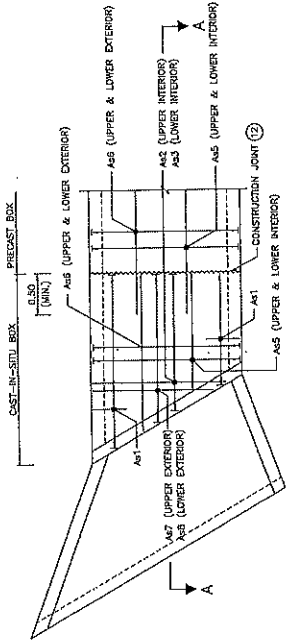 CAST-IN-SITU BOX
PRECAST BOX
0.50
(MIN.)
As6 (UPPER & LOWER EXTERIOR)
As6 (UPPER & LOWER EXTERIOR)
A
As2 (UPPER INTERIOR)
As3 (LOWER INTERIOR)
As5 (UPPER & LOWER INTERIOR)
CONSTRUCTION JOINT 12
As1
As5 (UPPER & LOWER INTERIOR)
As1
As7 (UPPER EXTERIOR)
As8 (LOWER EXTERIOR)
A